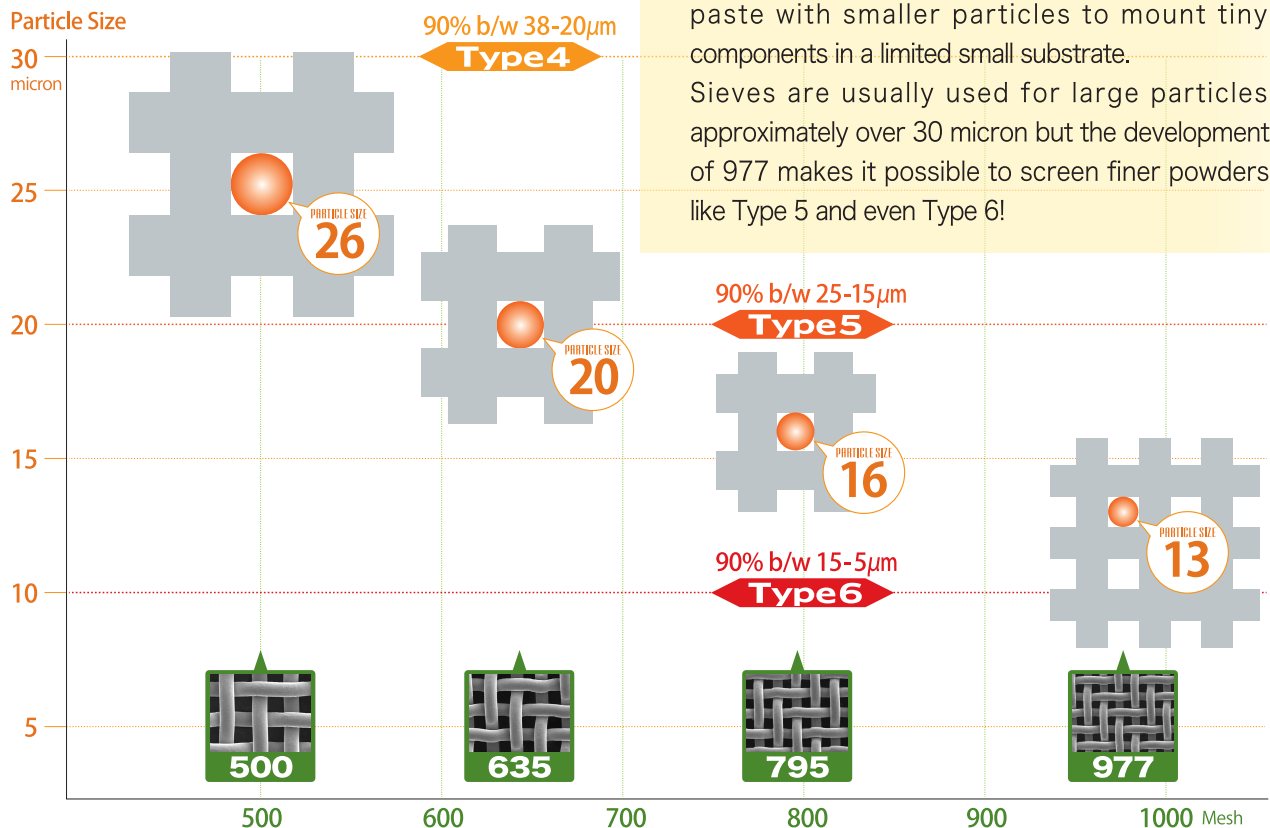 Particle Size
30
micron
25
20
15
10
5
90% b/w 38-20μm
Type4
paste with smaller particles to mount tiny
components in a limited small substrate.
Sieves are usually used for large particles
approximately over 30 micron but the development
of 977 makes it possible to screen finer powders
like Type 5 and even Type 6!
PARTICLE SIZE
26
PARTICLE SIZE
20
90% b/w 25-15μm
Type5
PARTICLE SIZE
16
PARTICLE SIZE
13
90% b/w 15-5μm
Type6
500
635
795
977
500
600
700
800
900
1000 Mesh